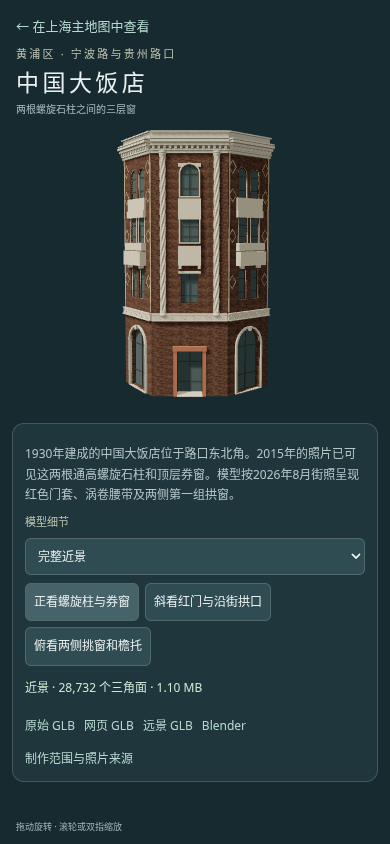 ← 在上海主地图中查看
黄浦区 · 宁波路与贵州路口
中国大饭店
两根螺旋石柱之间的三层窗
1930年建成的中国大饭店位于路口东北角。2015年的照片已可
见这两根通高螺旋石柱和顶层券窗。模型按2026年8月街照呈现
红色门套、涡卷腰带及两侧第一组拱窗。
模型细节
完整近景
正看螺旋柱与券窗
斜看红门与沿街拱口
俯看两侧挑窗和檐托
近景 · 28,732 个三角面 · 1.10 MB
原始 GLB 网页 GLB 远景 GLB Blender
制作范围与照片来源
拖动旋转 · 滚轮或双指缩放